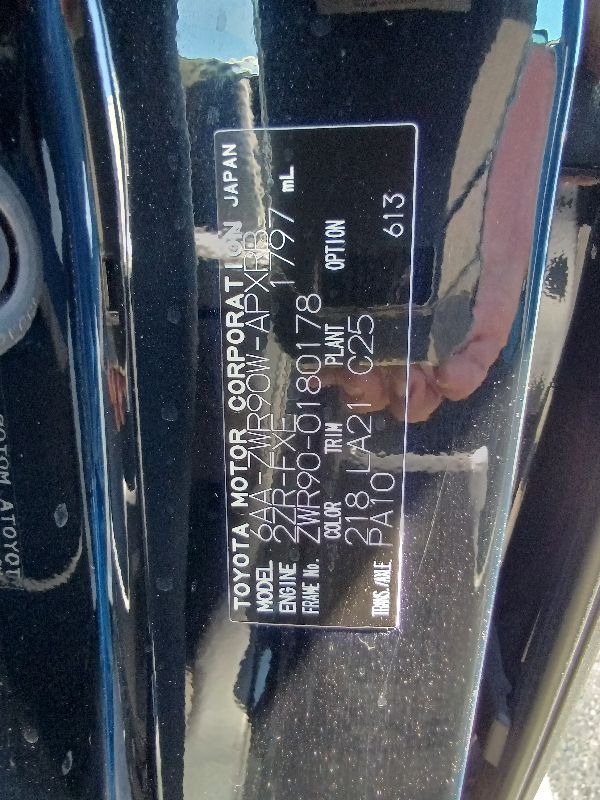 TOYOTA MOTOR CORPORATION JAPAN
MODEL 6AA-ZWR90W-APXBB
ENGINE 2ZR-FXE 1797 mL
FRAME No. ZWR90-0180178
COLOR TRIM PLANT OPTION
218 LA21 C25
TRANS./AXLE PA10 613